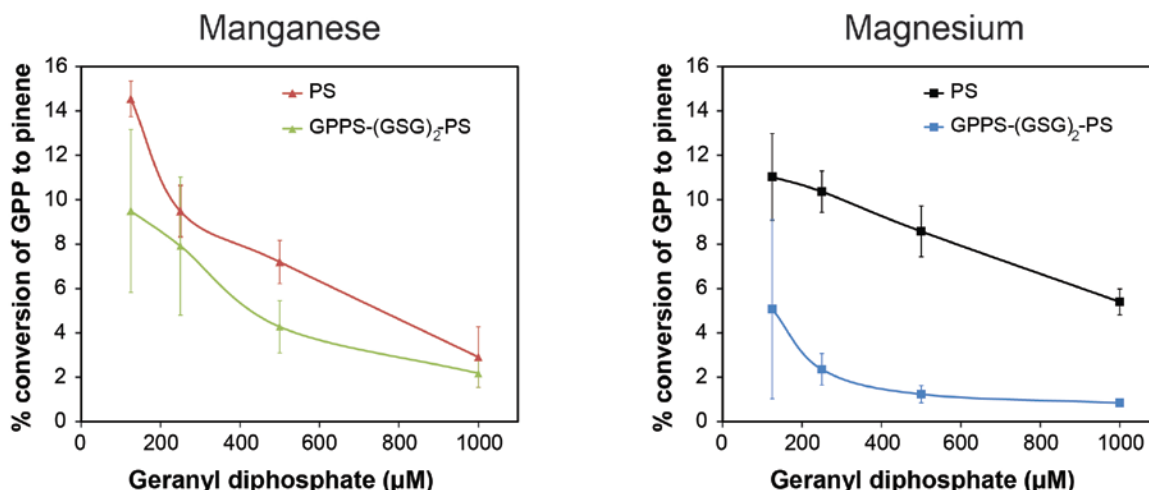 Manganese
% conversion of GPP to pinene
16
14
12
10
8
6
4
2
0
0 200 400 600 800 1000
Geranyl diphosphate (µM)
PS
GPPS-(GSG)2-PS
Magnesium
% conversion of GPP to pinene
16
14
12
10
8
6
4
2
0
0 200 400 600 800 1000
Geranyl diphosphate (µM)
PS
GPPS-(GSG)2-PS